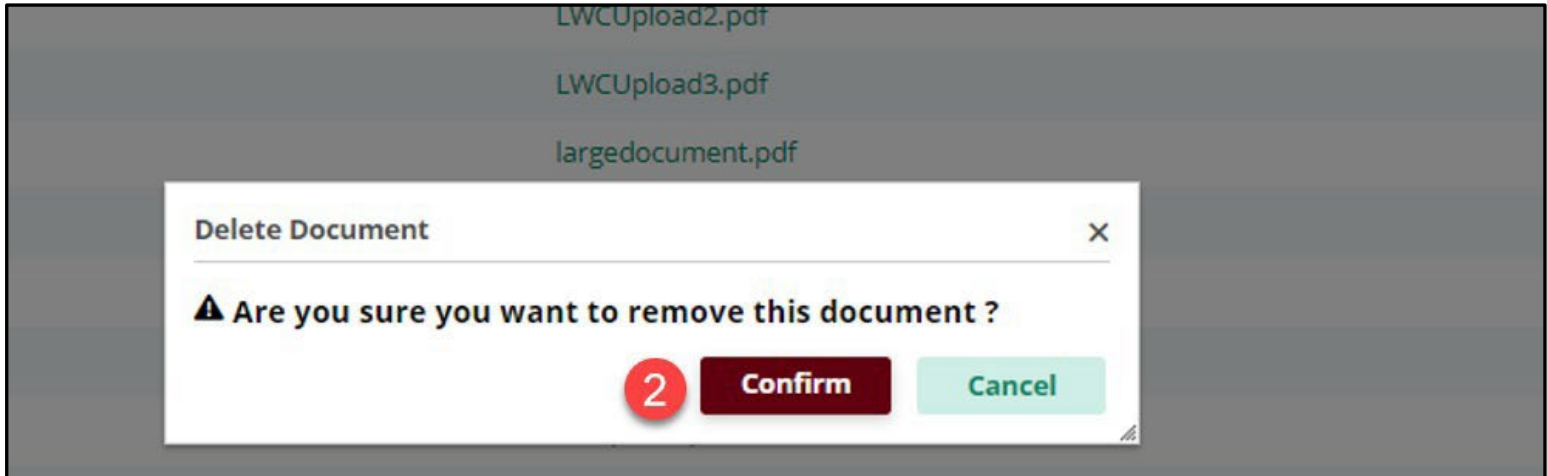 LWCUpload2.pdf
LWCUpload3.pdf
largedocument.pdf
Delete Document ×
Are you sure you want to remove this document ?
2 Confirm Cancel